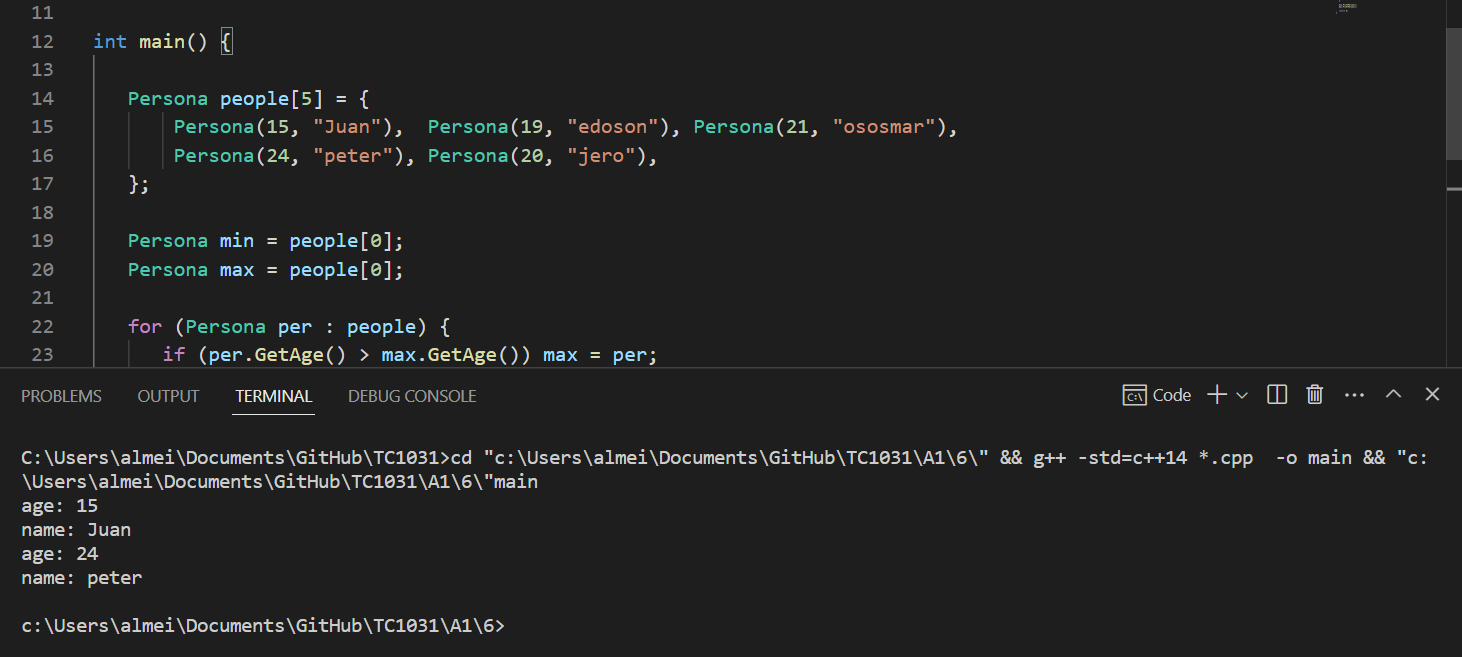 11
12 int main() {
13
14 Persona people[5] = {
15 Persona(15, "Juan"),  Persona(19, "edoson"), Persona(21, "ososmar"),
16 Persona(24, "peter"), Persona(20, "jero"),
17 };
18
19 Persona min = people[0];
20 Persona max = people[0];
21
22 for (Persona per : people) {
23 if (per.GetAge() > max.GetAge()) max = per;
PROBLEMS OUTPUT TERMINAL DEBUG CONSOLE Code
C:\Users\almei\Documents\GitHub\TC1031>cd "c:\Users\almei\Documents\GitHub\TC1031\A1\6\" && g++ -std=c++14 *.cpp  -o main && "c:
\Users\almei\Documents\GitHub\TC1031\A1\6\"main
age: 15
name: Juan
age: 24
name: peter
c:\Users\almei\Documents\GitHub\TC1031\A1\6>